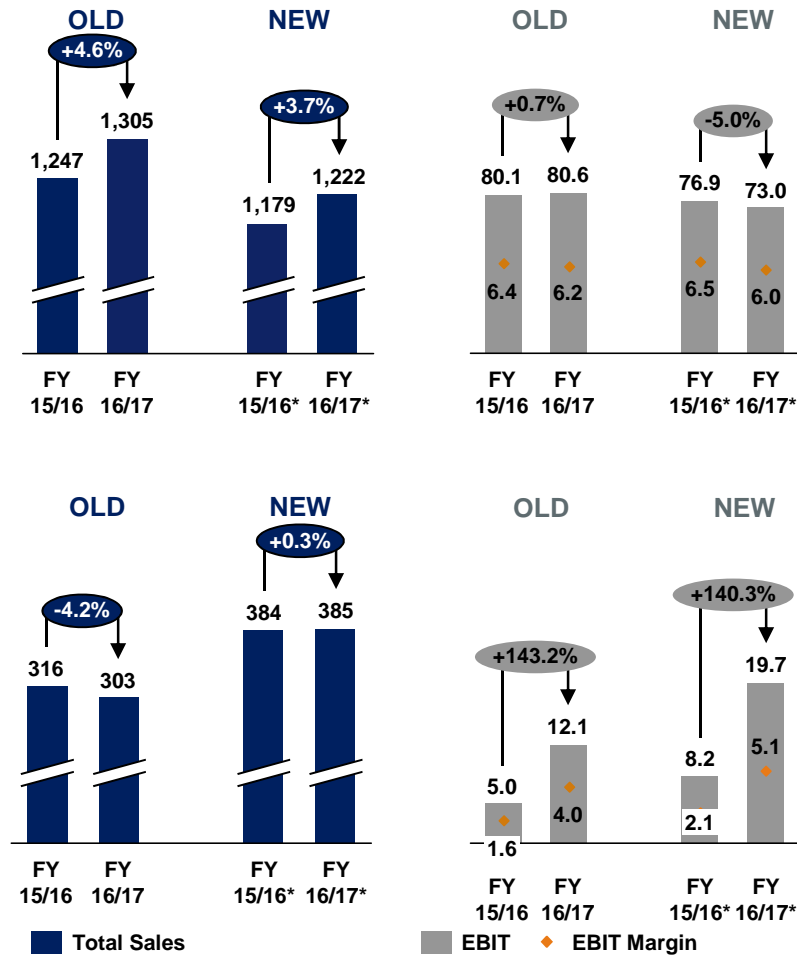 OLD NEW OLD NEW
+4.6% +3.7% +0.7% -5.0%
1,247 1,305 1,179 1,222 80.1 80.6 76.9 73.0
6.4 6.2 6.5 6.0
FY FY FY FY FY FY FY FY
15/16 16/17 15/16* 16/17* 15/16 16/17 15/16* 16/17*
OLD NEW OLD NEW
-4.2% +0.3% +143.2% +140.3%
316 303 384 385 5.0 12.1 8.2 19.7
1.6 4.0 2.1 5.1
FY FY FY FY FY FY FY FY
15/16 16/17 15/16* 16/17* 15/16 16/17 15/16* 16/17*
Total Sales EBIT EBIT Margin